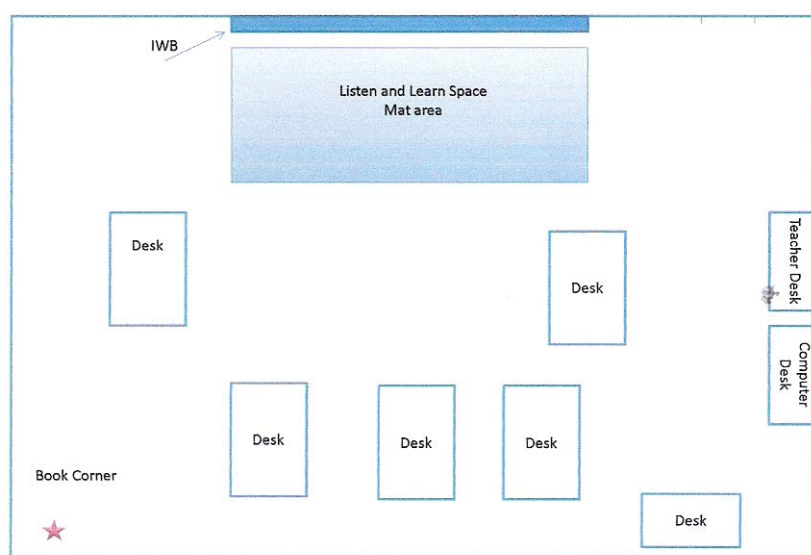 IWB
Listen and Learn Space
Mat area
Desk
Desk
Teacher Desk
Computer
Desk
Desk
Desk
Desk
Book Corner
Desk